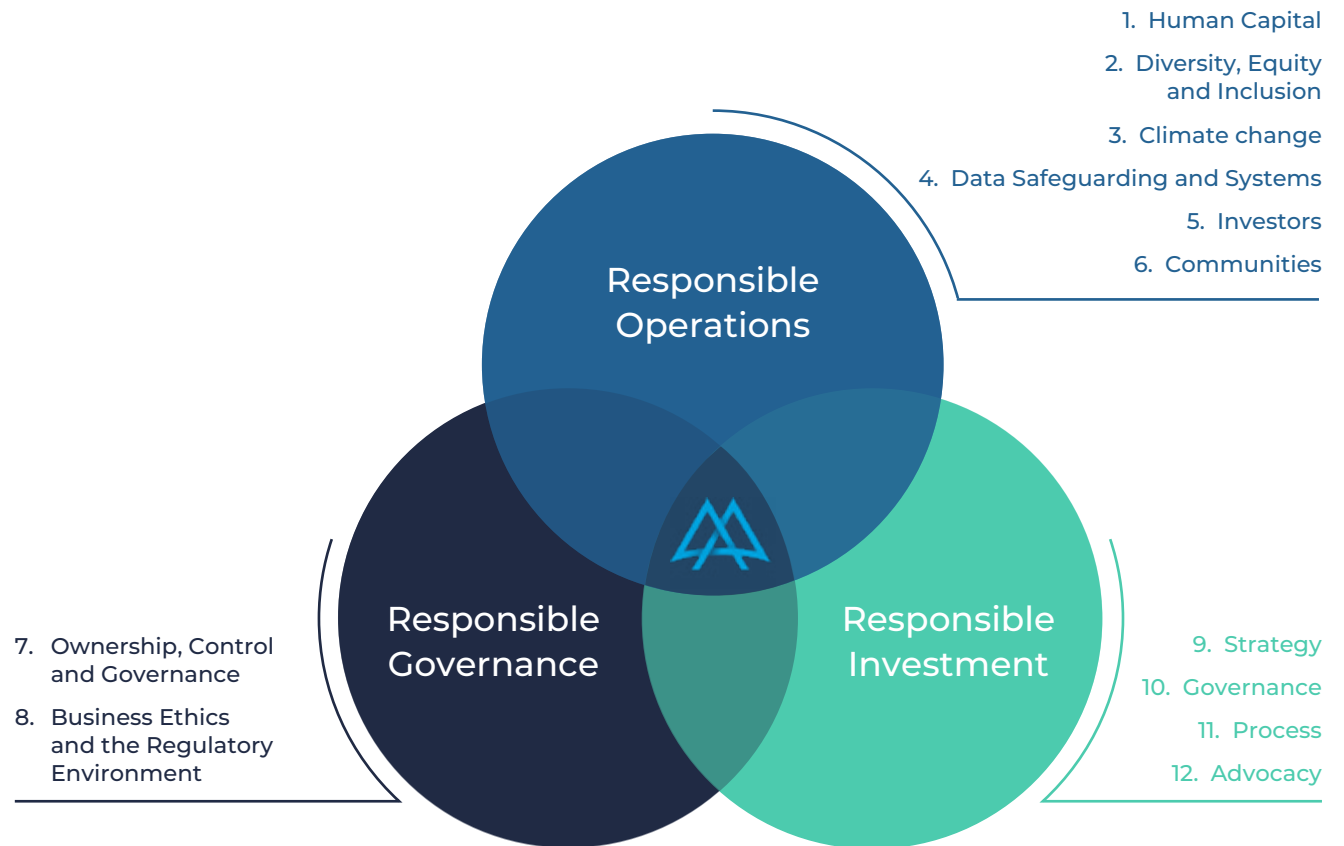 1. Human Capital
2. Diversity, Equity
and Inclusion
3. Climate change
4. Data Safeguarding and Systems
5. Investors
6. Communities
Responsible
Operations
Responsible
Governance
Responsible
Investment
7. Ownership, Control
and Governance
8. Business Ethics
and the Regulatory
Environment
9. Strategy
10. Governance
11. Process
12. Advocacy